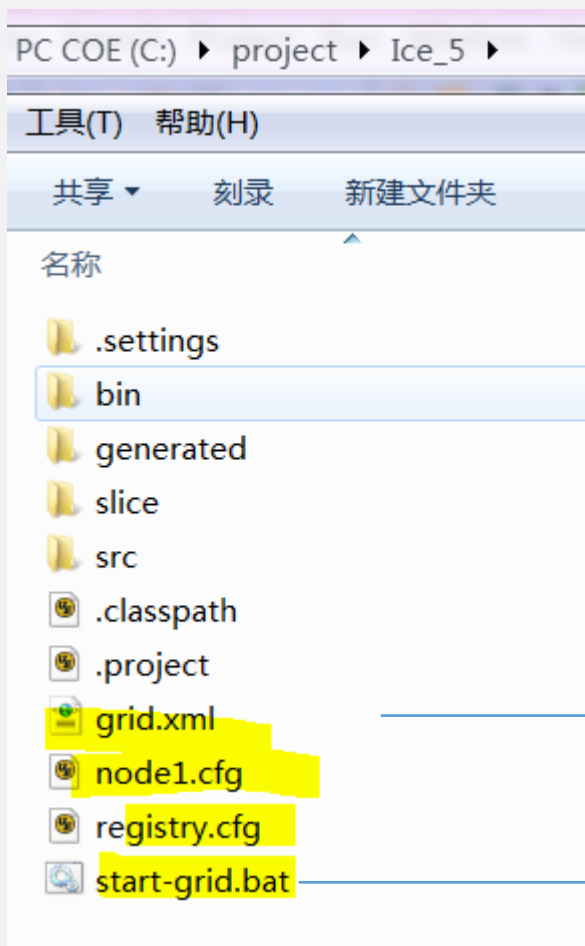 PC COE (C:) project Ice_5
工具(T) 帮助(H)
共享 刻录 新建文件夹
名称
.settings
bin
generated
slice
src
.classpath
.project
grid.xml
node1.cfg
registry.cfg
start-grid.bat